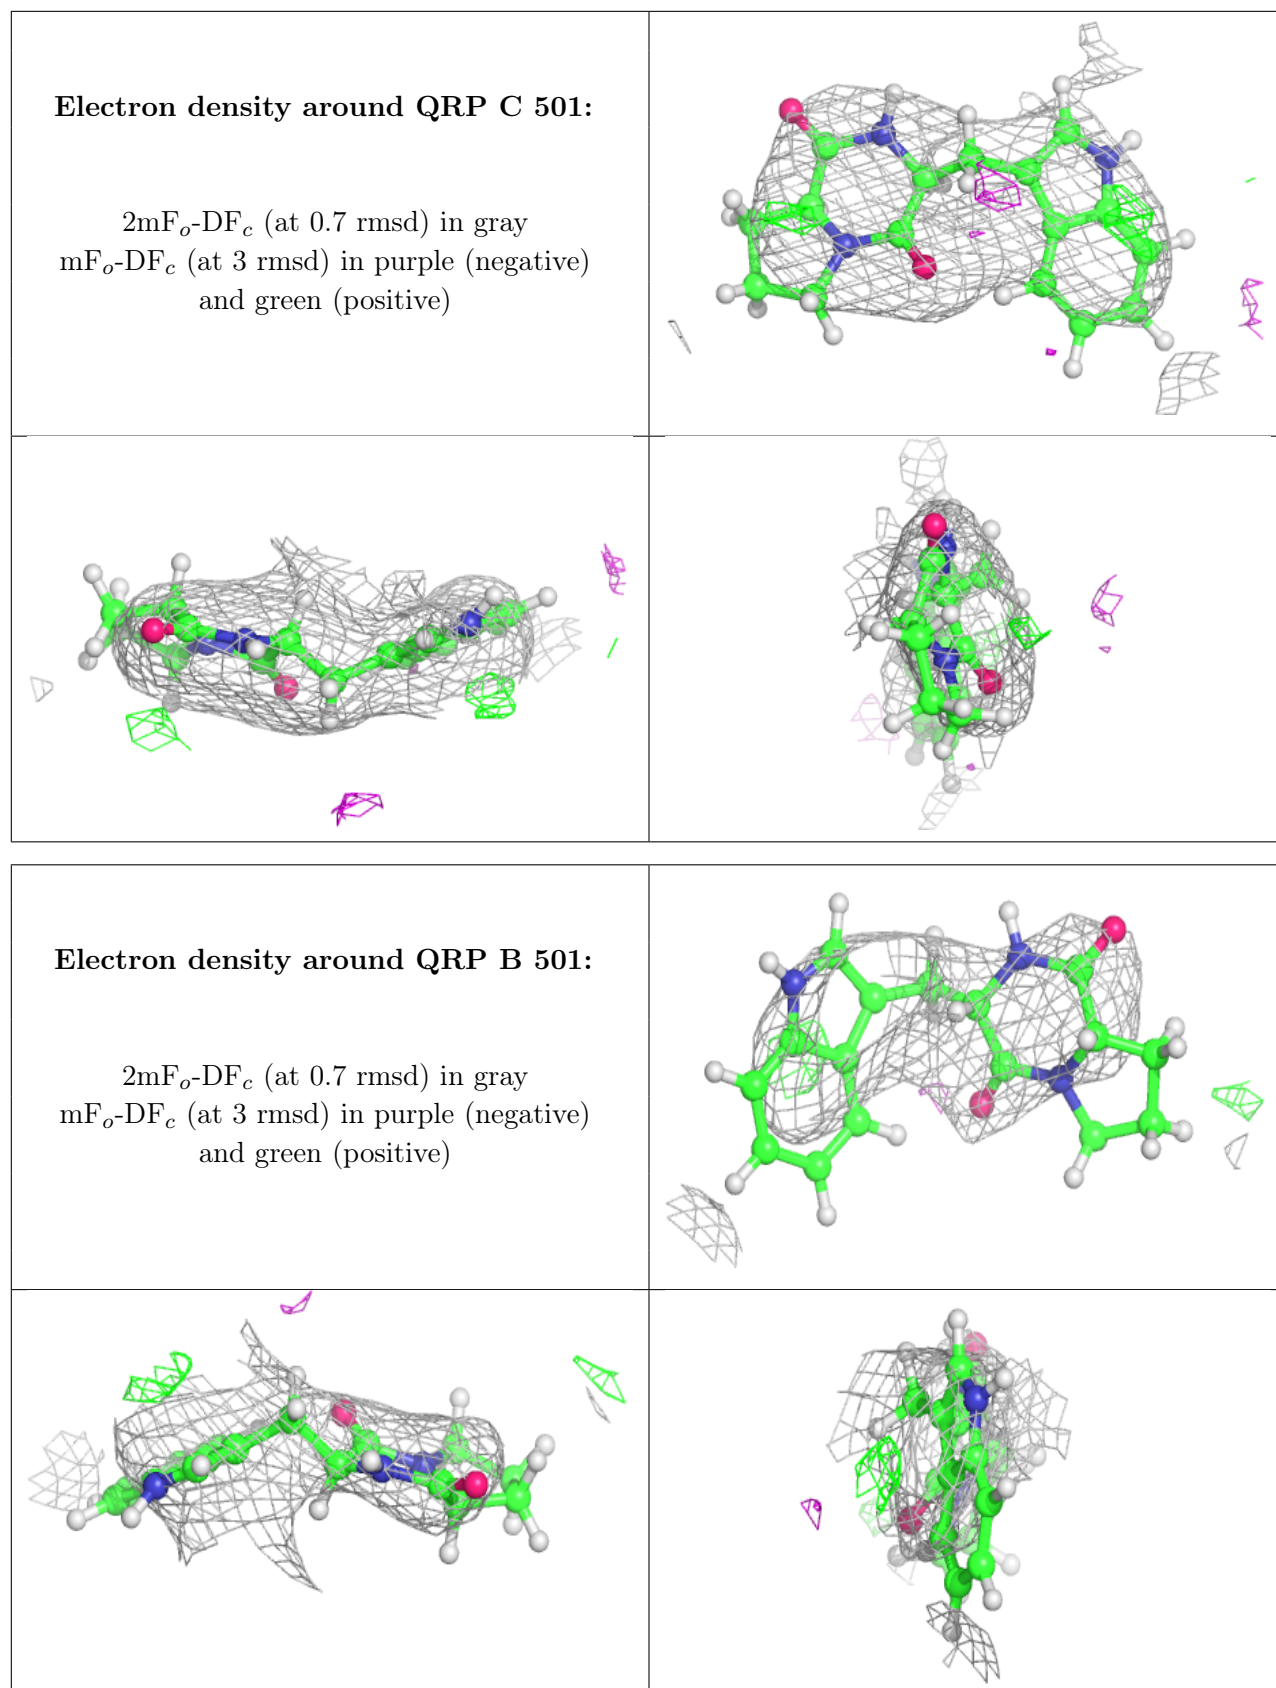 Electron density around QRP C 501:
2mFo-DFc (at 0.7 rmsd) in gray
mFo-DFc (at 3 rmsd) in purple (negative)
and green (positive)
Electron density around QRP B 501:
2mFo-DFc (at 0.7 rmsd) in gray
mFo-DFc (at 3 rmsd) in purple (negative)
and green (positive)